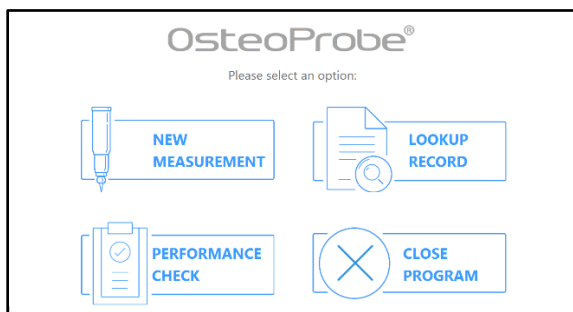 OsteoProbe®
Please select an option:
NEW
MEASUREMENT
LOOKUP
RECORD
PERFORMANCE
CHECK
CLOSE
PROGRAM